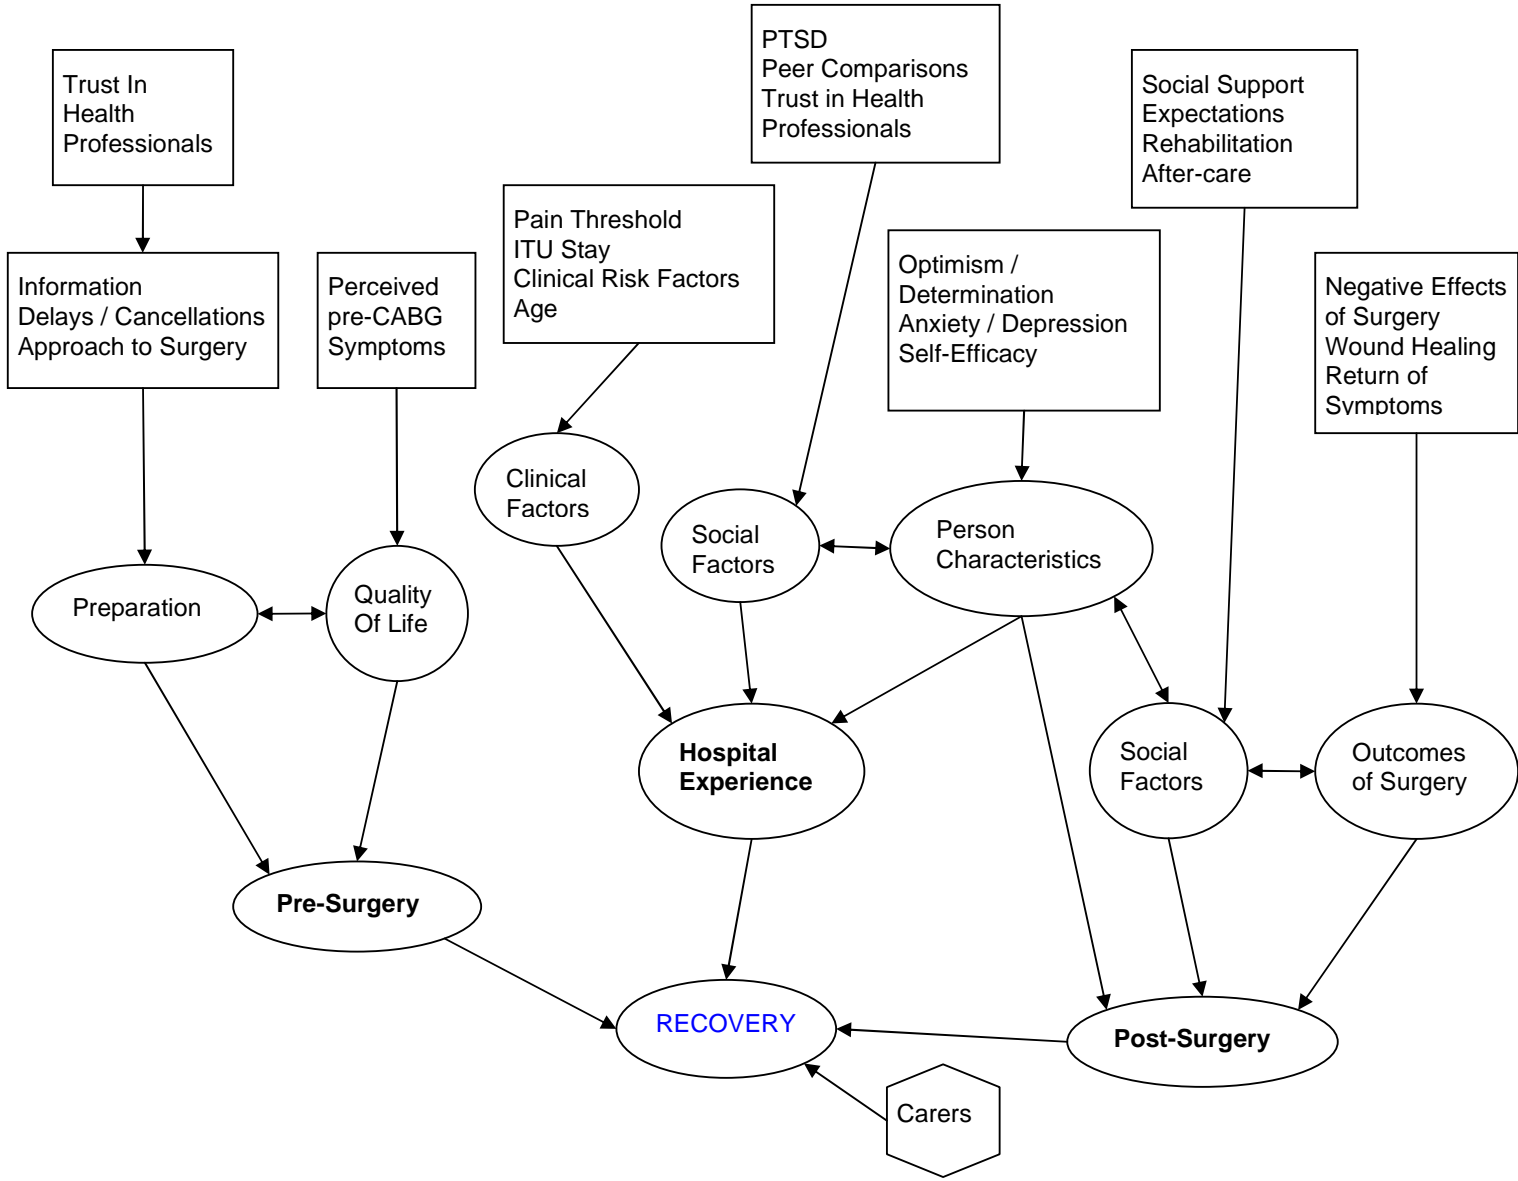 PTSD
Peer Comparisons
Trust in Health
Professionals
Trust In
Health
Professionals
Social Support
Expectations
Rehabilitation
After-care
Pain Threshold
ITU Stay
Clinical Risk Factors
Age
Optimism /
Determination
Anxiety / Depression
Self-Efficacy
Information
Delays / Cancellations
Approach to Surgery
Perceived
pre-CABG
Symptoms
Negative Effects
of Surgery
Wound Healing
Return of
Symptoms
Clinical
Factors
Social
Factors
Person
Characteristics
Preparation
Quality
Of Life
Hospital
Experience
Social
Factors
Outcomes
of Surgery
Pre-Surgery
RECOVERY
Post-Surgery
Carers